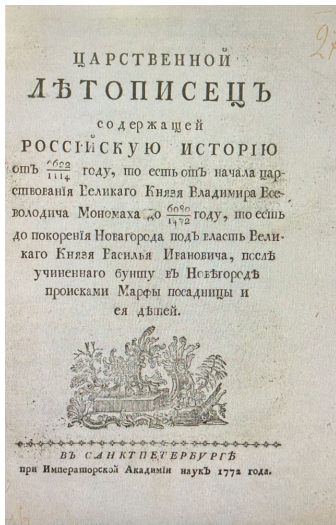 ЦАРСТВЕННОЙ
ЛѢТОПИСЕЦЪ
содержащей
РОССІЙСКУЮ ИСТОРІЮ
отъ 6622/1114 году, то есть отъ начала цар-
ствованія Великаго Князя Владимира Все-
володича Мономаха до 6980/1472 году, то есть
до покоренія Новагорода подъ власть Вели-
каго Князя Василья Ивановича, послѣ
учиненнаго бунту въ Новѣгородѣ
происками Марфы посадницы и
ея дѣтей.
ВЪ САНКТПЕТЕРБУРГѢ
при Императорской Академіи наукъ 1772 года.